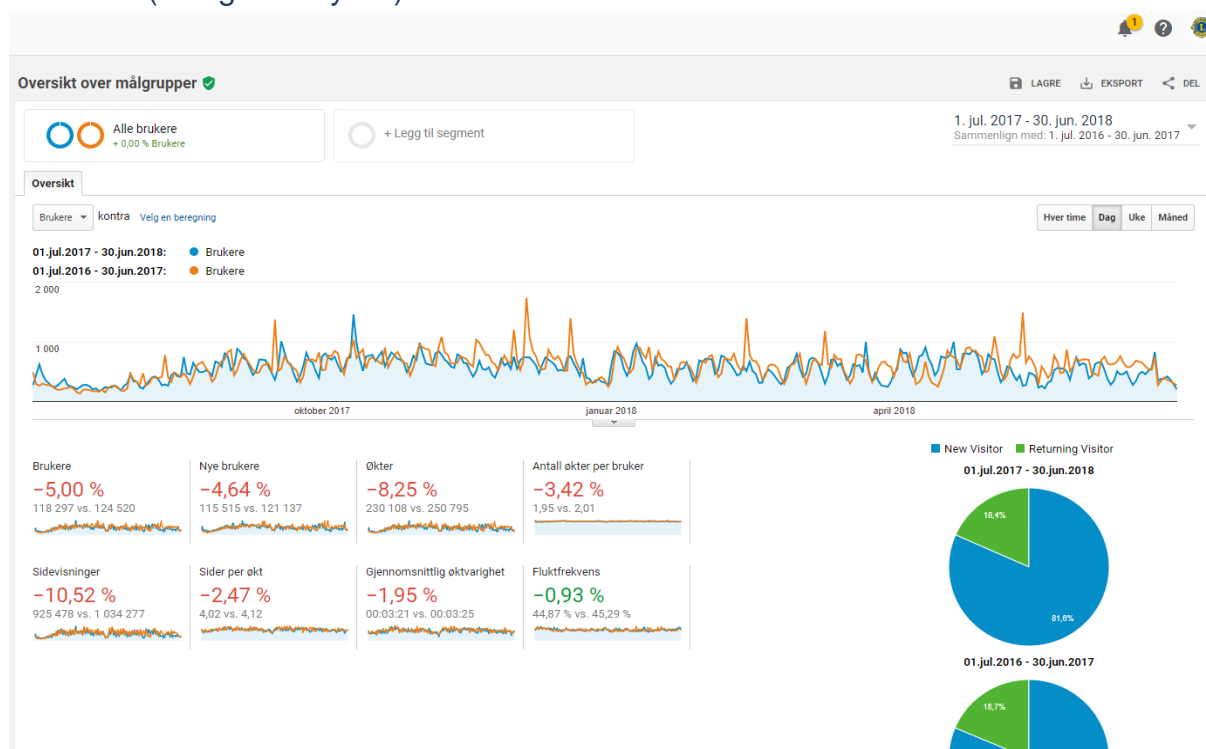 1
Oversikt over målgrupper
LAGRE EKSPORT DEL
Alle brukere
+ 0,00 % Brukere
+ Legg til segment
1. jul. 2017 - 30. jun. 2018
Sammenlign med: 1. jul. 2016 - 30. jun. 2017
Oversikt
Brukere kontra Velg en beregning
Hver time Dag Uke Måned
01.jul.2017 - 30.jun.2018: Brukere
01.jul.2016 - 30.jun.2017: Brukere
2 000
1 000
oktober 2017 januar 2018 april 2018
New Visitor Returning Visitor
01.jul.2017 - 30.jun.2018
Brukere
−5,00 %
118 297 vs. 124 520
Nye brukere
−4,64 %
115 515 vs. 121 137
Økter
−8,25 %
230 108 vs. 250 795
Antall økter per bruker
−3,42 %
1,95 vs. 2,01
18,4%
81,6%
Sidevisninger
−10,52 %
925 478 vs. 1 034 277
Sider per økt
−2,47 %
4,02 vs. 4,12
Gjennomsnittlig øktvarighet
−1,95 %
00:03:21 vs. 00:03:25
Fluktfrekvens
−0,93 %
44,87 % vs. 45,29 %
01.jul.2016 - 30.jun.2017
18,7%